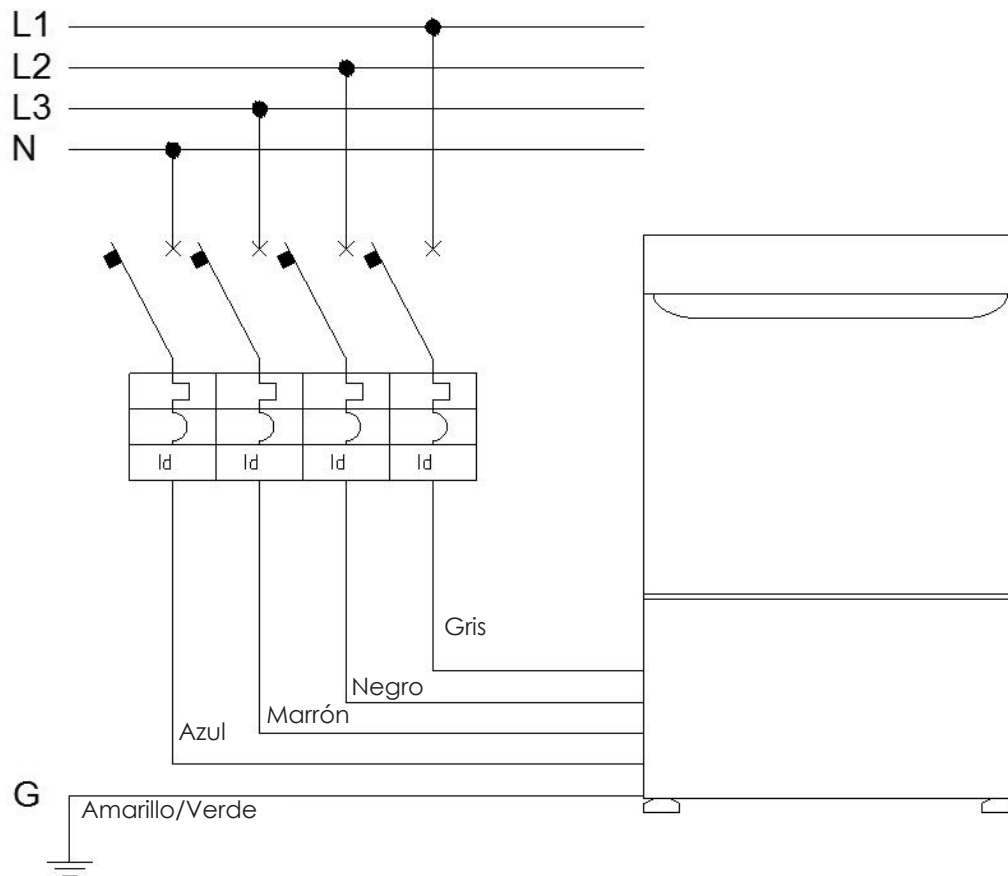 L1
L2
L3
N
Id Id Id Id
Gris
Negro
Marrón
Azul
G
Amarillo/Verde